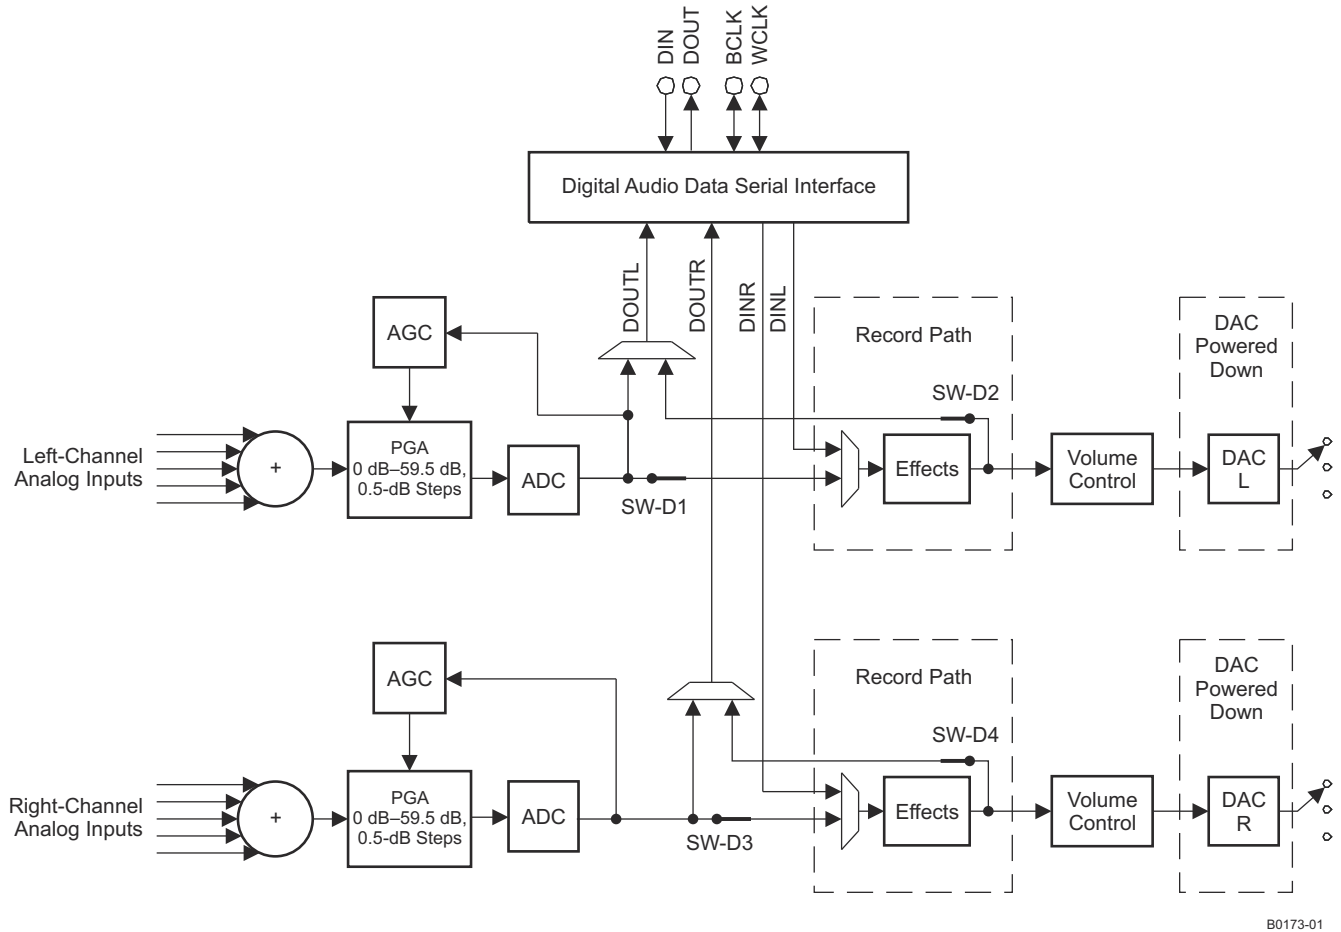 DIN
DOUT
BCLK
WCLK
Digital Audio Data Serial Interface
DOUTL
DOUTR
DINR
DINL
AGC
Record Path
DAC
Powered
Down
SW-D2
Left-Channel
Analog Inputs
+
PGA
0 dB–59.5 dB,
0.5-dB Steps
ADC
SW-D1
Effects
Volume
Control
DAC
L
AGC
Record Path
DAC
Powered
Down
SW-D4
Right-Channel
Analog Inputs
+
PGA
0 dB–59.5 dB,
0.5-dB Steps
ADC
SW-D3
Effects
Volume
Control
DAC
R
B0173-01